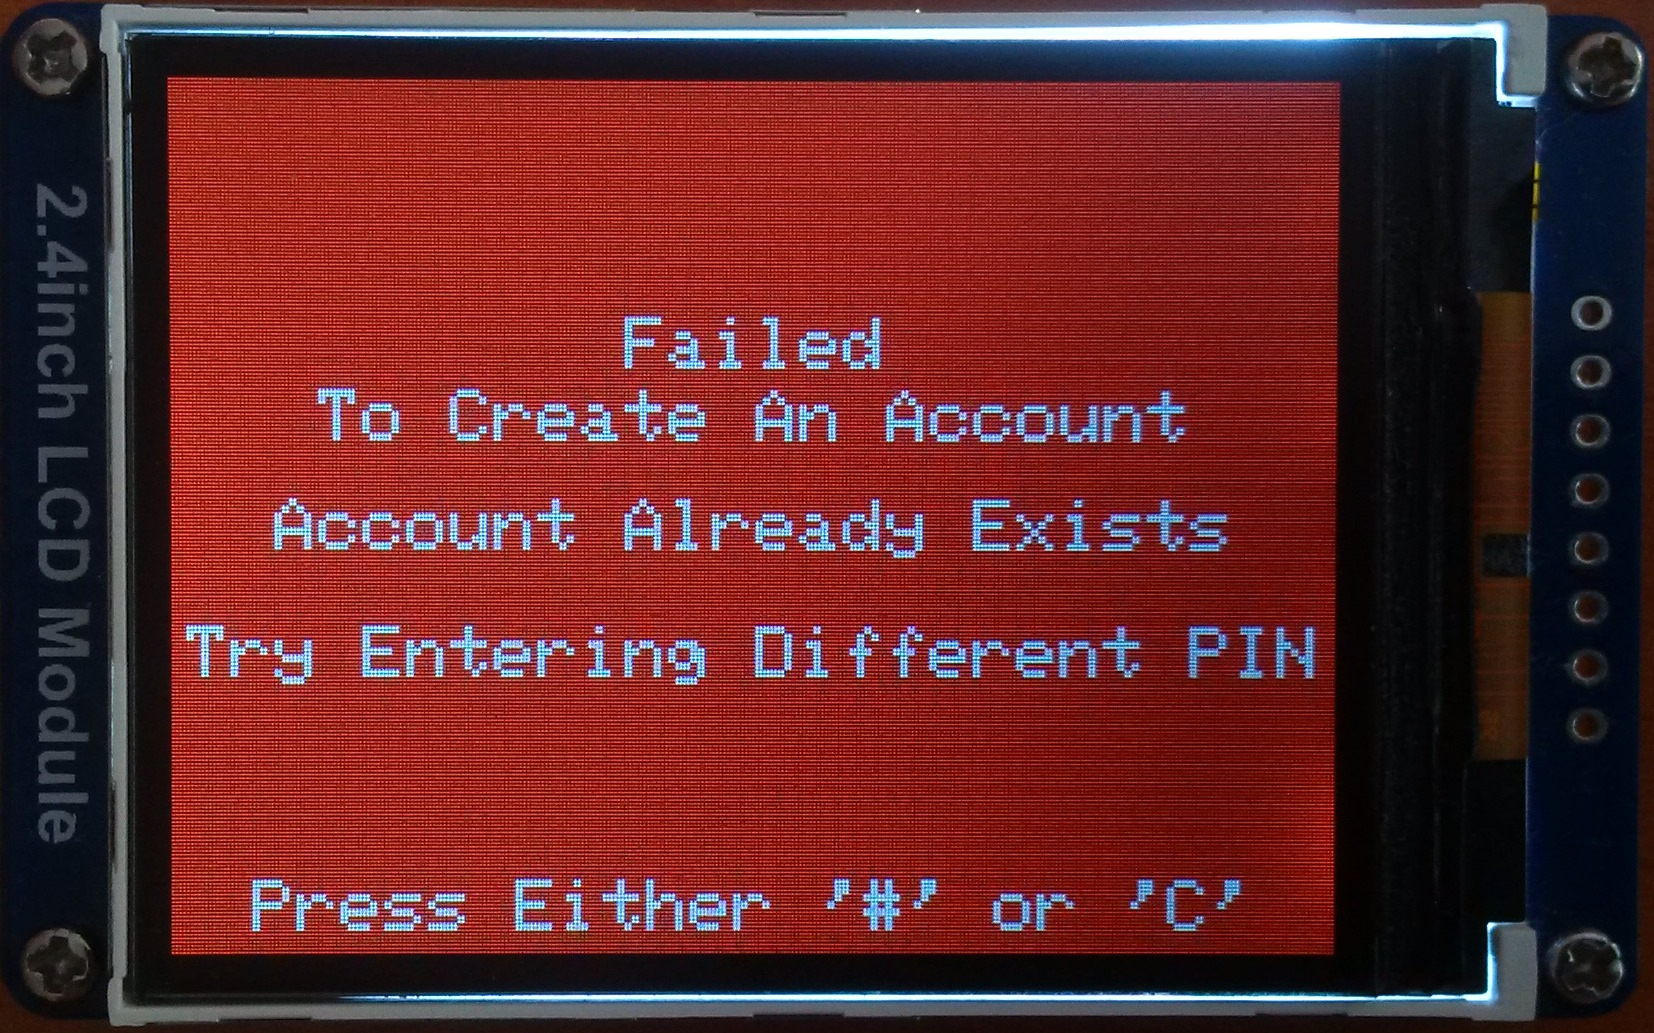 2.4inch LCD Module
Failed
To Create An Account
Account Already Exists
Try Entering Different PIN
Press Either '#' or 'C'